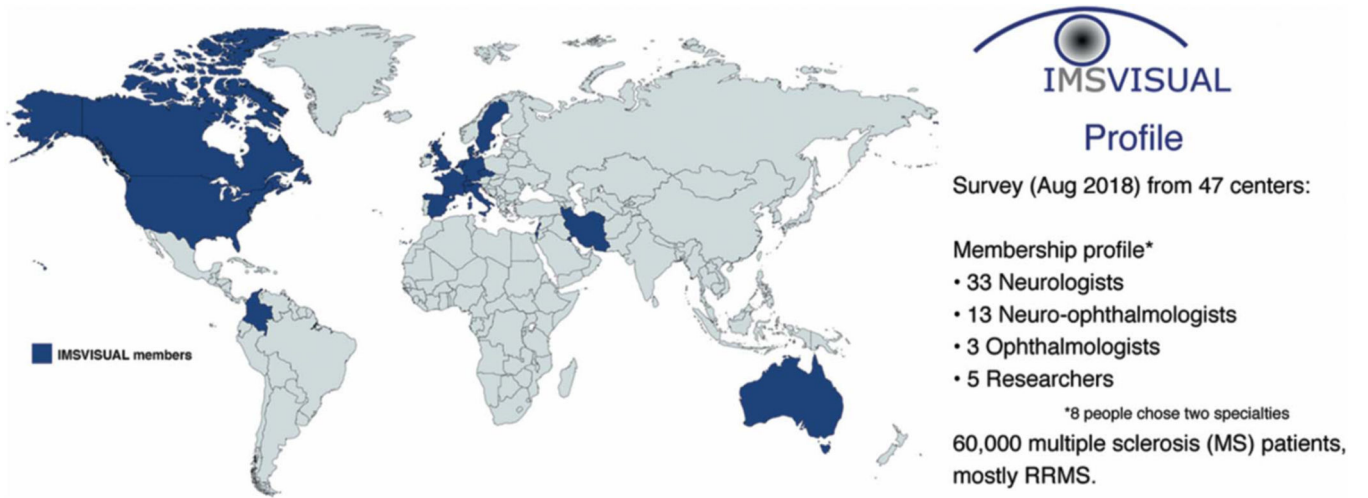 IMSVISUAL
Profile
Survey (Aug 2018) from 47 centers:
Membership profile*
• 33 Neurologists
• 13 Neuro-ophthalmologists
• 3 Ophthalmologists
• 5 Researchers
*8 people chose two specialties
60,000 multiple sclerosis (MS) patients,
mostly RRMS.
IMSVISUAL members